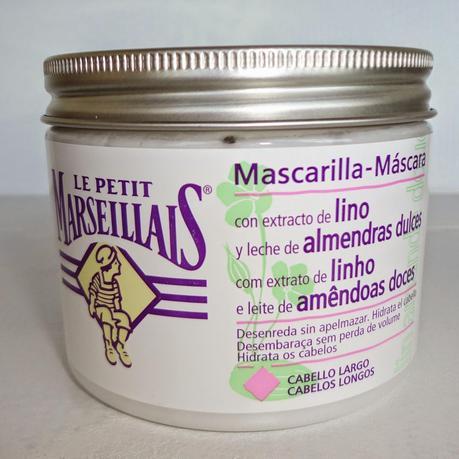 LE PETIT
MARSEILLAIS®
Mascarilla-Máscara
con extracto de lino
y leche de almendras dulces
com extrato de linho
e leite de amêndoas doces
Desenreda sin apelmazar. Hidrata el cabello
Desembaraça sem perda de volume
Hidrata os cabelos
CABELLO LARGO
CABELOS LONGOS